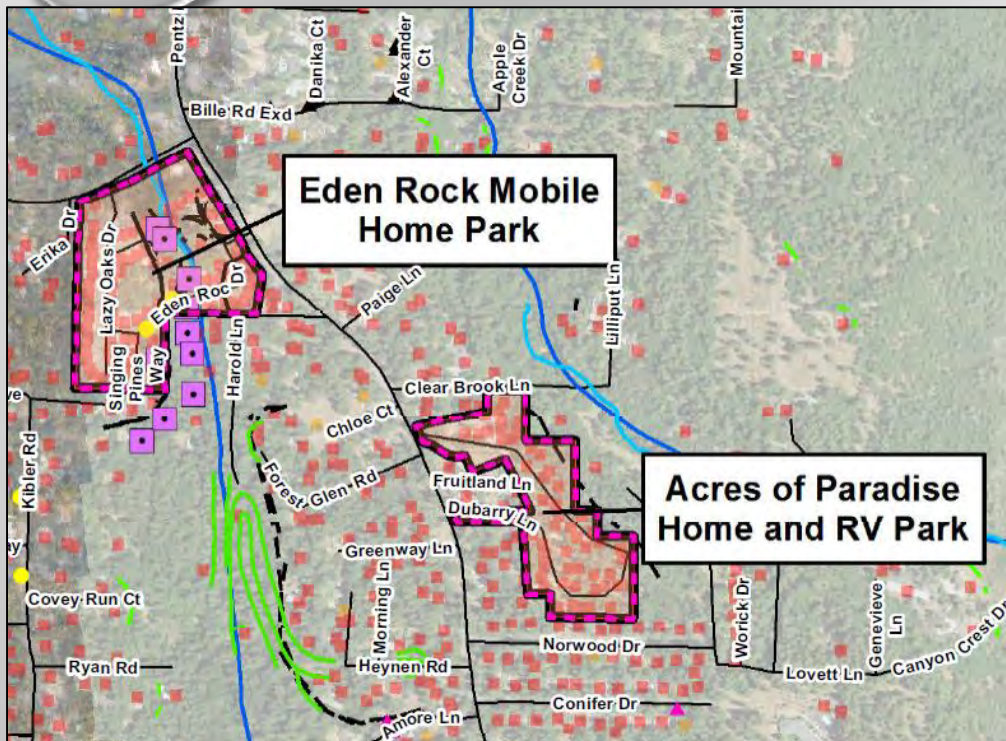 Pentz
Danika Ct
Alexander
Ct
Apple
Creek Dr
Mountain
Bille Rd Exd
Eden Rock Mobile
Home Park
Erika Dr
Lazy Oaks Dr
Eden Roc Dr
Paige Ln
Lilliput Ln
Singing
Pines
Way
Harold Ln
Clear Brook Ln
Chloe Ct
Kibler Rd
Forest Glen Rd
Fruitland Ln
Dubarry Ln
Acres of Paradise
Home and RV Park
Greenway Ln
Morning Ln
Covey Run Ct
Ryan Rd
Heynen Rd
Norwood Dr
Worick Dr
Lovett Ln
Genevieve
Ln
Canyon Crest Dr
Conifer Dr
Amore Ln